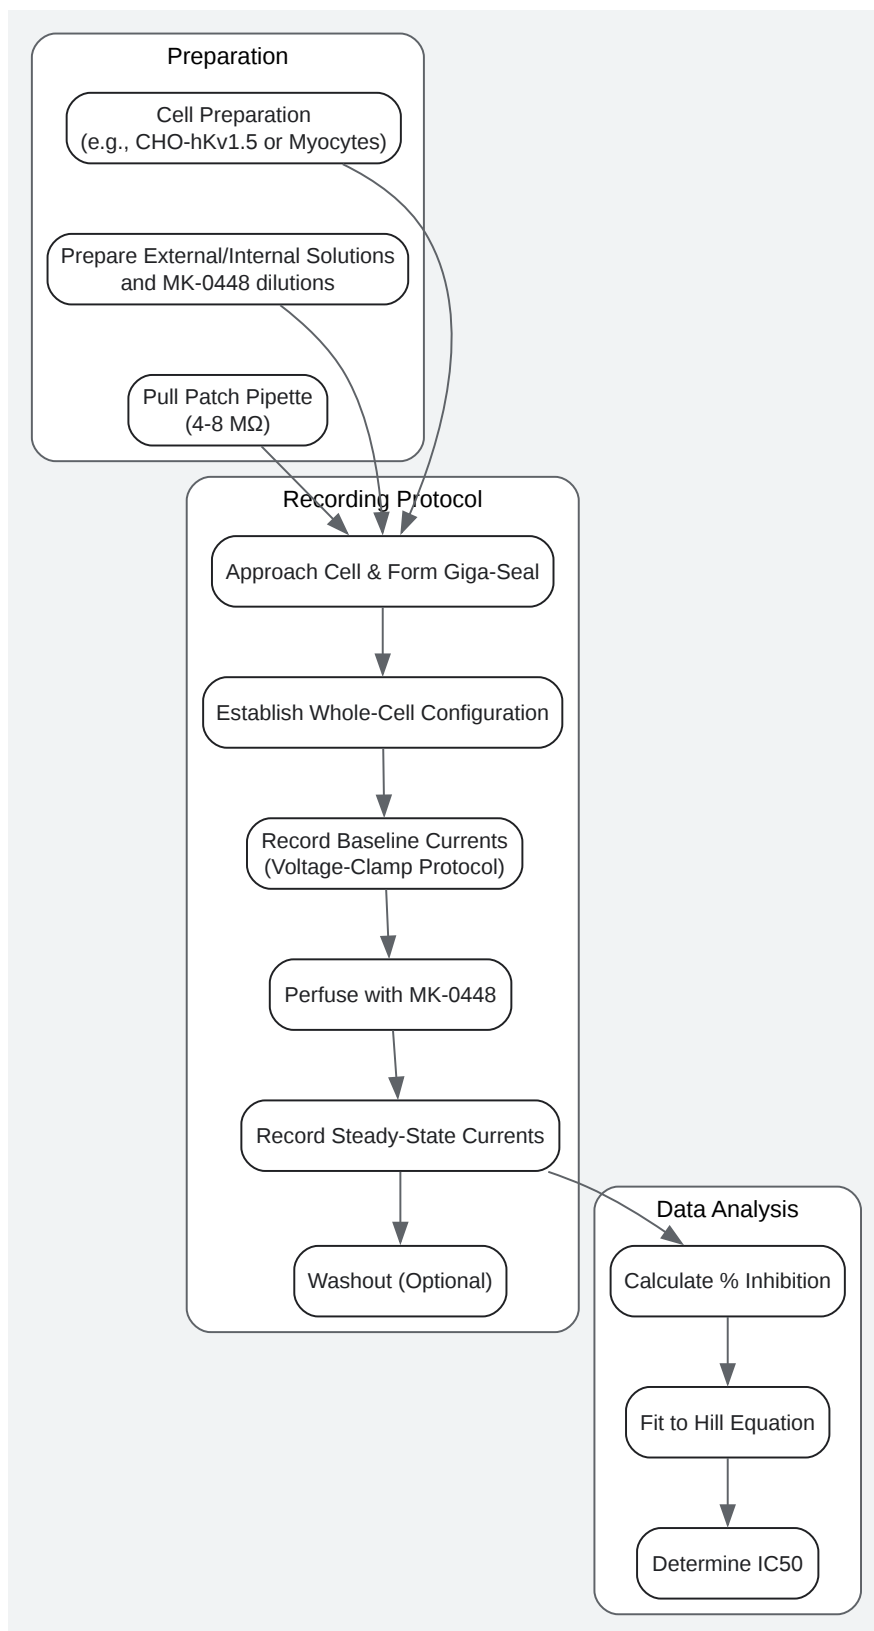 Preparation
Cell Preparation
(e.g., CHO-hKv1.5 or Myocytes)
Prepare External/Internal Solutions
and MK-0448 dilutions
Pull Patch Pipette
(4-8 MΩ)
Recording Protocol
Approach Cell & Form Giga-Seal
Establish Whole-Cell Configuration
Record Baseline Currents
(Voltage-Clamp Protocol)
Perfuse with MK-0448
Record Steady-State Currents
Washout (Optional)
Data Analysis
Calculate % Inhibition
Fit to Hill Equation
Determine IC50